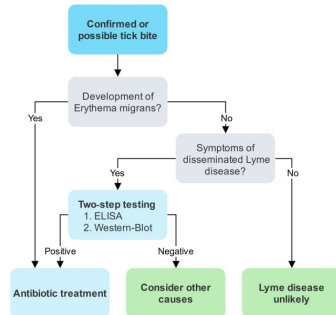 Confirmed or
possible tick bite
Development of
Erythema migrans?
Yes
No
Symptoms of
disseminated Lyme
disease?
Yes
No
Two-step testing
1. ELISA
2. Western-Blot
Positive
Negative
Antibiotic treatment
Consider other
causes
Lyme disease
unlikely